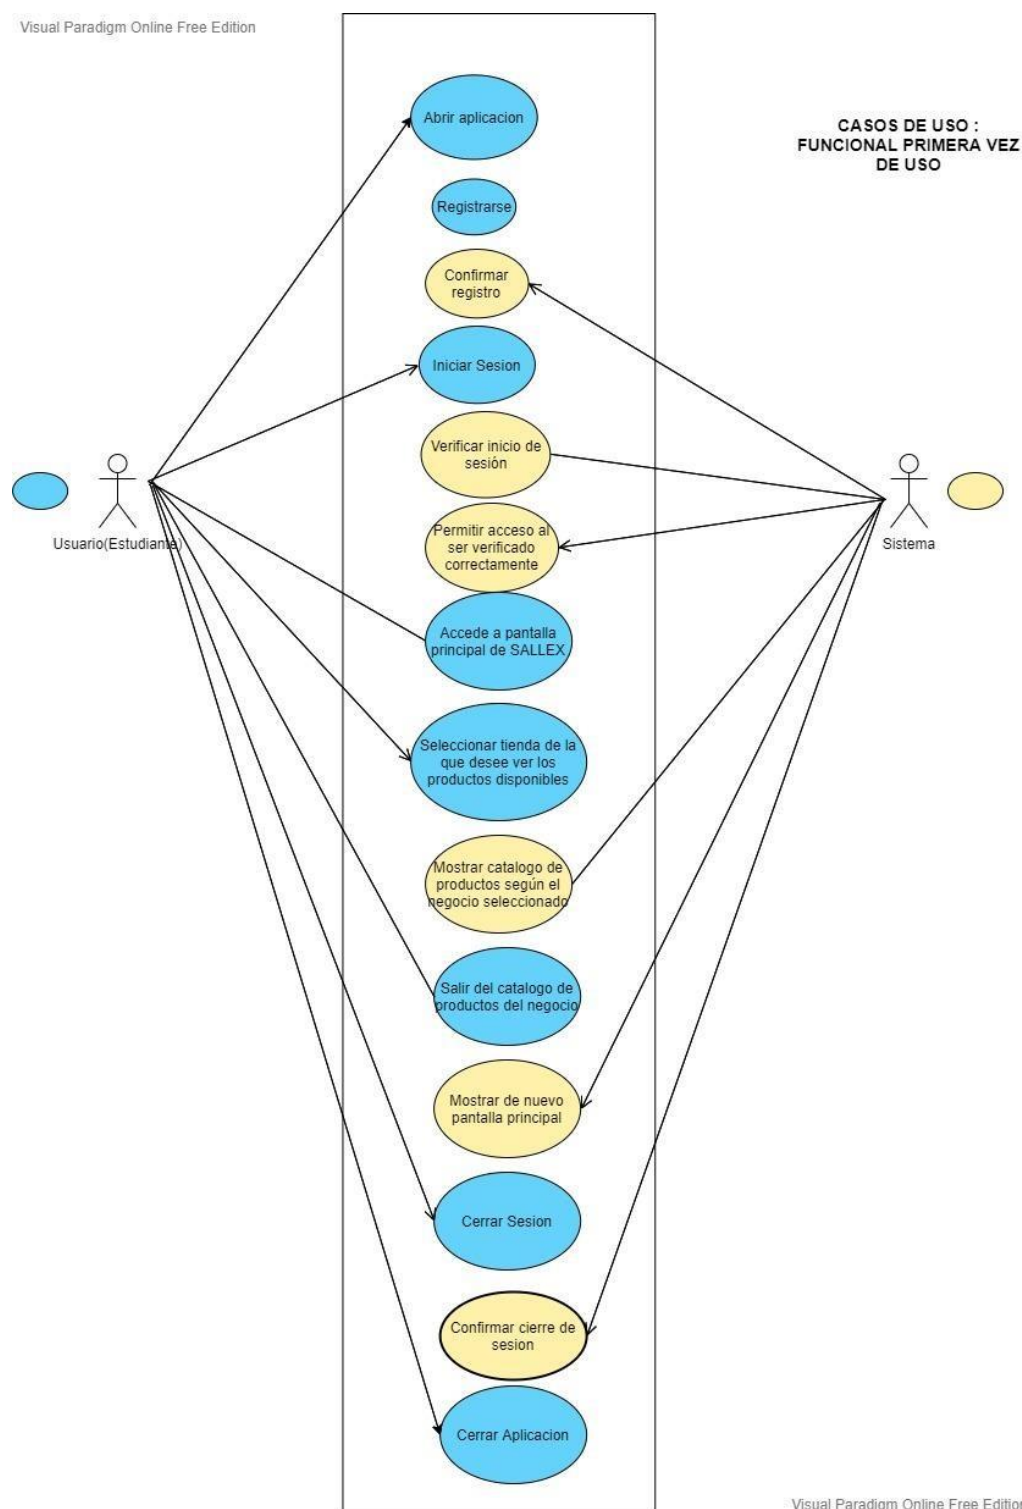 Visual Paradigm Online Free Edition
CASOS DE USO :
FUNCIONAL PRIMERA VEZ
DE USO
Abrir aplicacion
Registrarse
Confirmar
registro
Iniciar Sesion
Verificar inicio de
sesión
Usuario(Estudiante)
Sistema
Permitir acceso al
ser verificado
correctamente
Accede a pantalla
principal de SALLEX
Seleccionar tienda de la
que desee ver los
productos disponibles
Mostrar catalogo de
productos según el
negocio seleccionado
Salir del catalogo de
productos del negocio
Mostrar de nuevo
pantalla principal
Cerrar Sesion
Confirmar cierre de
sesion
Cerrar Aplicacion
Visual Paradigm Online Free Edition